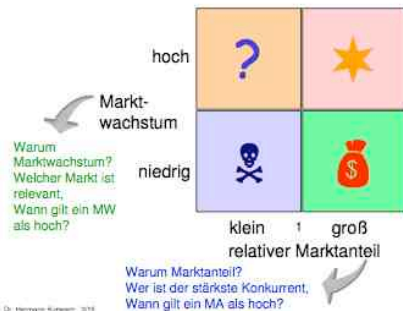 hoch
?
Markt-
wachstum
Warum
Marktwachstum?
Welcher Markt ist
relevant,
Wann gilt ein MW
als hoch?
niedrig
$
klein 1 groß
relativer Marktanteil
Warum Marktanteil?
Wer ist der stärkste Konkurrent,
Wann gilt ein MA als hoch?
Dr.